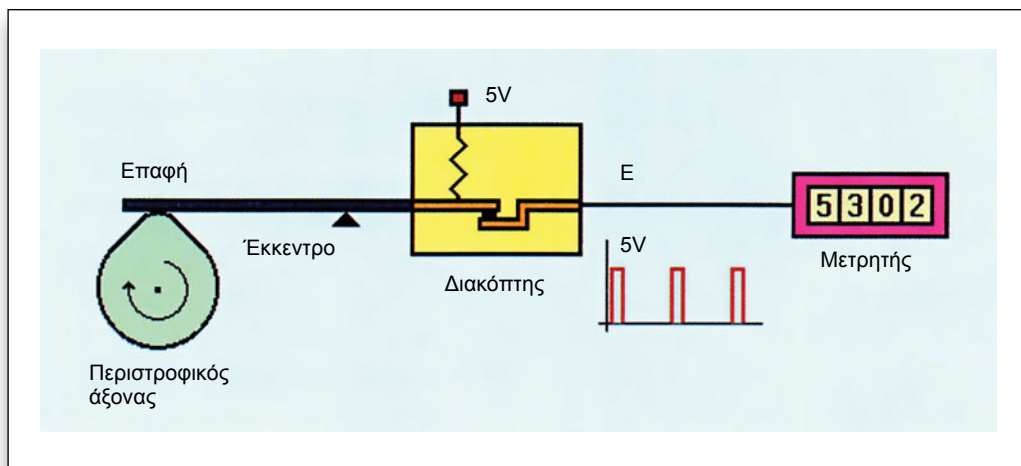 5V
Επαφή
E
5302
Έκκεντρο
5V
Μετρητής
Διακόπτης
Περιστροφικός
άξονας